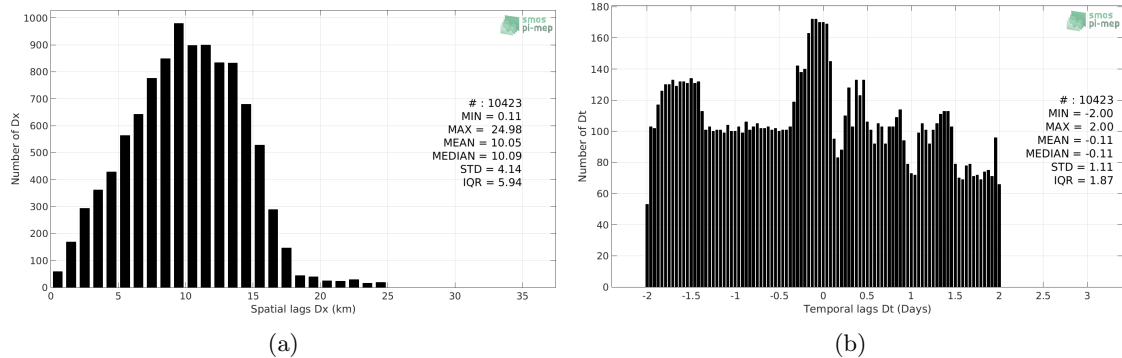 1000
900
800
700
600
500
400
300
200
100
0
Number of Dx
0 5 10 15 20 25 30 35
Spatial lags Dx (km)
smos
pi-mep
# : 10423
MIN = 0.11
MAX = 24.98
MEAN = 10.05
MEDIAN = 10.09
STD = 4.14
IQR = 5.94
(a)
180
160
140
120
100
80
60
40
20
0
Number of Dt
-2 -1.5 -1 -0.5 0 0.5 1 1.5 2 2.5 3
Temporal lags Dt (Days)
smos
pi-mep
# : 10423
MIN = -2.00
MAX = 2.00
MEAN = -0.11
MEDIAN = -0.11
STD = 1.11
IQR = 1.87
(b)